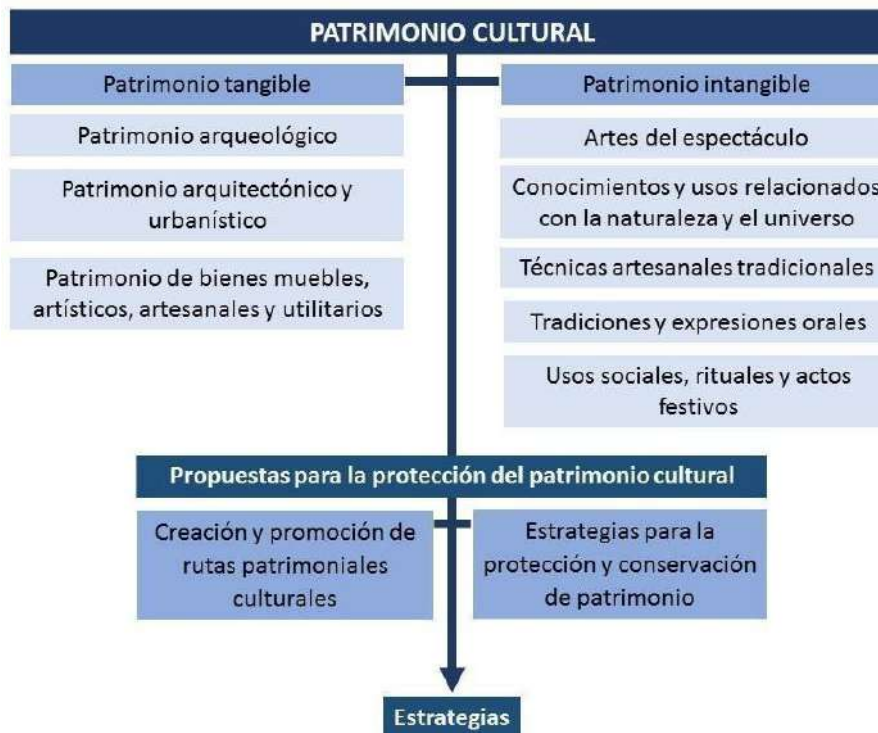 PATRIMONIO CULTURAL
Patrimonio tangible
Patrimonio arqueológico
Patrimonio arquitectónico y
urbanístico
Patrimonio de bienes muebles,
artísticos, artesanales y utilitarios
Patrimonio intangible
Artes del espectáculo
Conocimientos y usos relacionados
con la naturaleza y el universo
Técnicas artesanales tradicionales
Tradiciones y expresiones orales
Usos sociales, rituales y actos
festivos
Propuestas para la protección del patrimonio cultural
Creación y promoción de
rutas patrimoniales
culturales
Estrategias para la
protección y conservación
de patrimonio
Estrategias